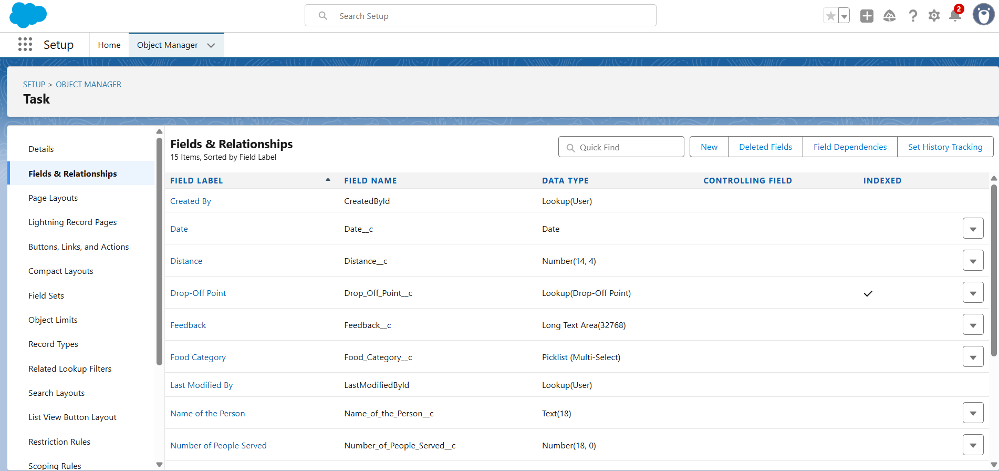 Search Setup
2
Setup
Home
Object Manager
SETUP > OBJECT MANAGER
Task
Details
Fields & Relationships
Page Layouts
Lightning Record Pages
Buttons, Links, and Actions
Compact Layouts
Field Sets
Object Limits
Record Types
Related Lookup Filters
Search Layouts
List View Button Layout
Restriction Rules
Scoping Rules
Fields & Relationships
15 Items, Sorted by Field Label
Quick Find
New
Deleted Fields
Field Dependencies
Set History Tracking
FIELD LABEL FIELD NAME DATA TYPE CONTROLLING FIELD INDEXED
Created By CreatedById Lookup(User)
Date Date__c Date
Distance Distance__c Number(14, 4)
Drop-Off Point Drop_Off_Point__c Lookup(Drop-Off Point)
Feedback Feedback__c Long Text Area(32768)
Food Category Food_Category__c Picklist (Multi-Select)
Last Modified By LastModifiedById Lookup(User)
Name of the Person Name_of_the_Person__c Text(18)
Number of People Served Number_of_People_Served__c Number(18, 0)